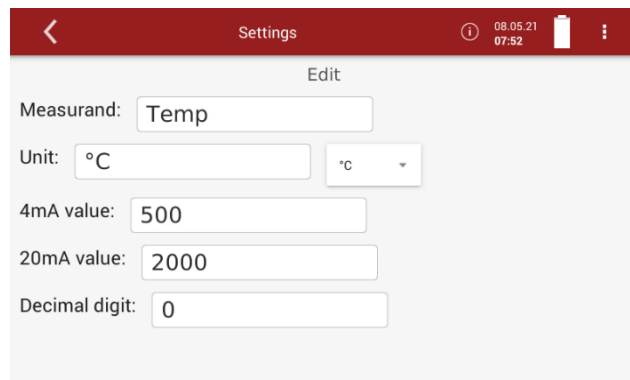 Settings
08.05.21
07:52
Edit
Measurand: Temp
Unit: °C °C
4mA value: 500
20mA value: 2000
Decimal digit: 0